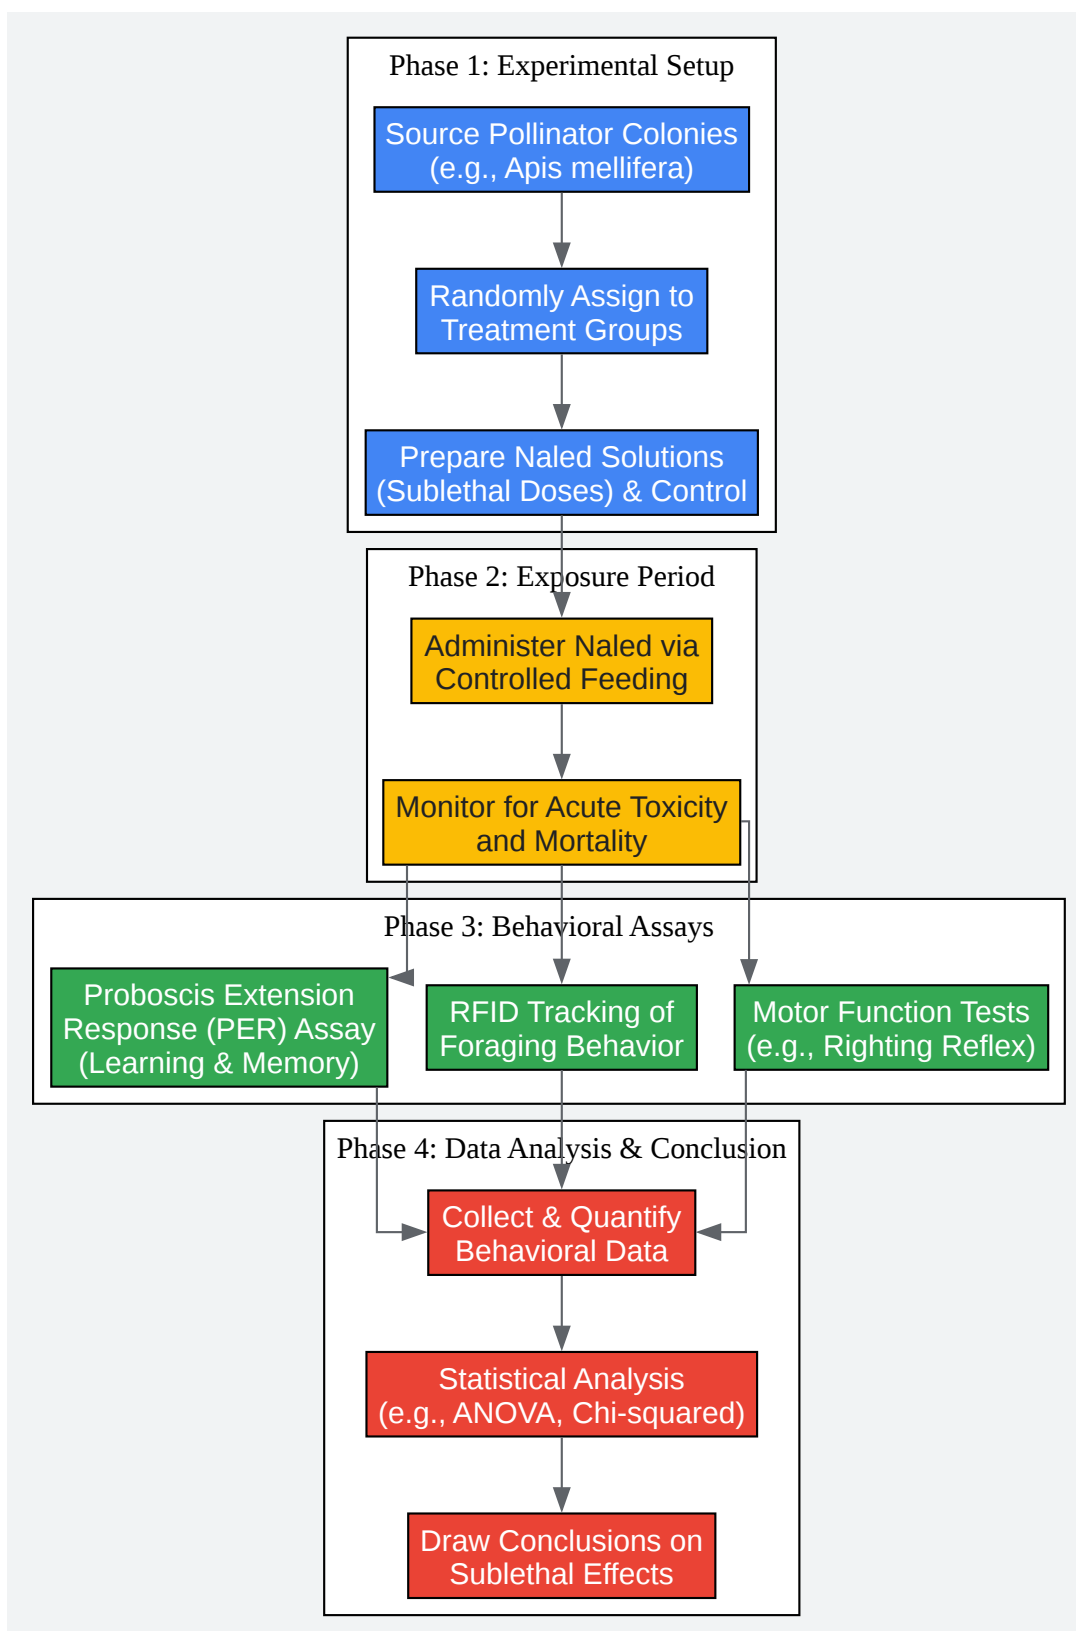 Phase 1: Experimental Setup
Source Pollinator Colonies
(e.g., Apis mellifera)
Randomly Assign to
Treatment Groups
Prepare Naled Solutions
(Sublethal Doses) & Control
Phase 2: Exposure Period
Administer Naled via
Controlled Feeding
Monitor for Acute Toxicity
and Mortality
Phase 3: Behavioral Assays
Proboscis Extension
Response (PER) Assay
(Learning & Memory)
RFID Tracking of
Foraging Behavior
Motor Function Tests
(e.g., Righting Reflex)
Phase 4: Data Analysis & Conclusion
Collect & Quantify
Behavioral Data
Statistical Analysis
(e.g., ANOVA, Chi-squared)
Draw Conclusions on
Sublethal Effects